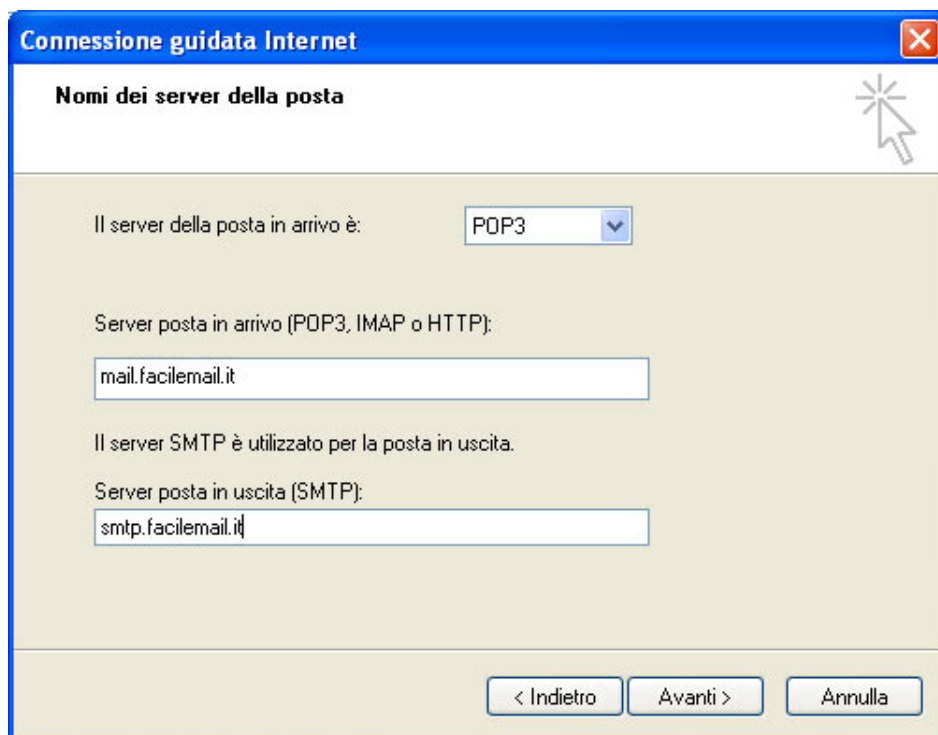 Connessione guidata Internet
Nomi dei server della posta
Il server della posta in arrivo è: POP3
Server posta in arrivo (POP3, IMAP o HTTP):
mail.facilemail.it
Il server SMTP è utilizzato per la posta in uscita.
Server posta in uscita (SMTP):
smtp.facilemail.it
< Indietro Avanti > Annulla